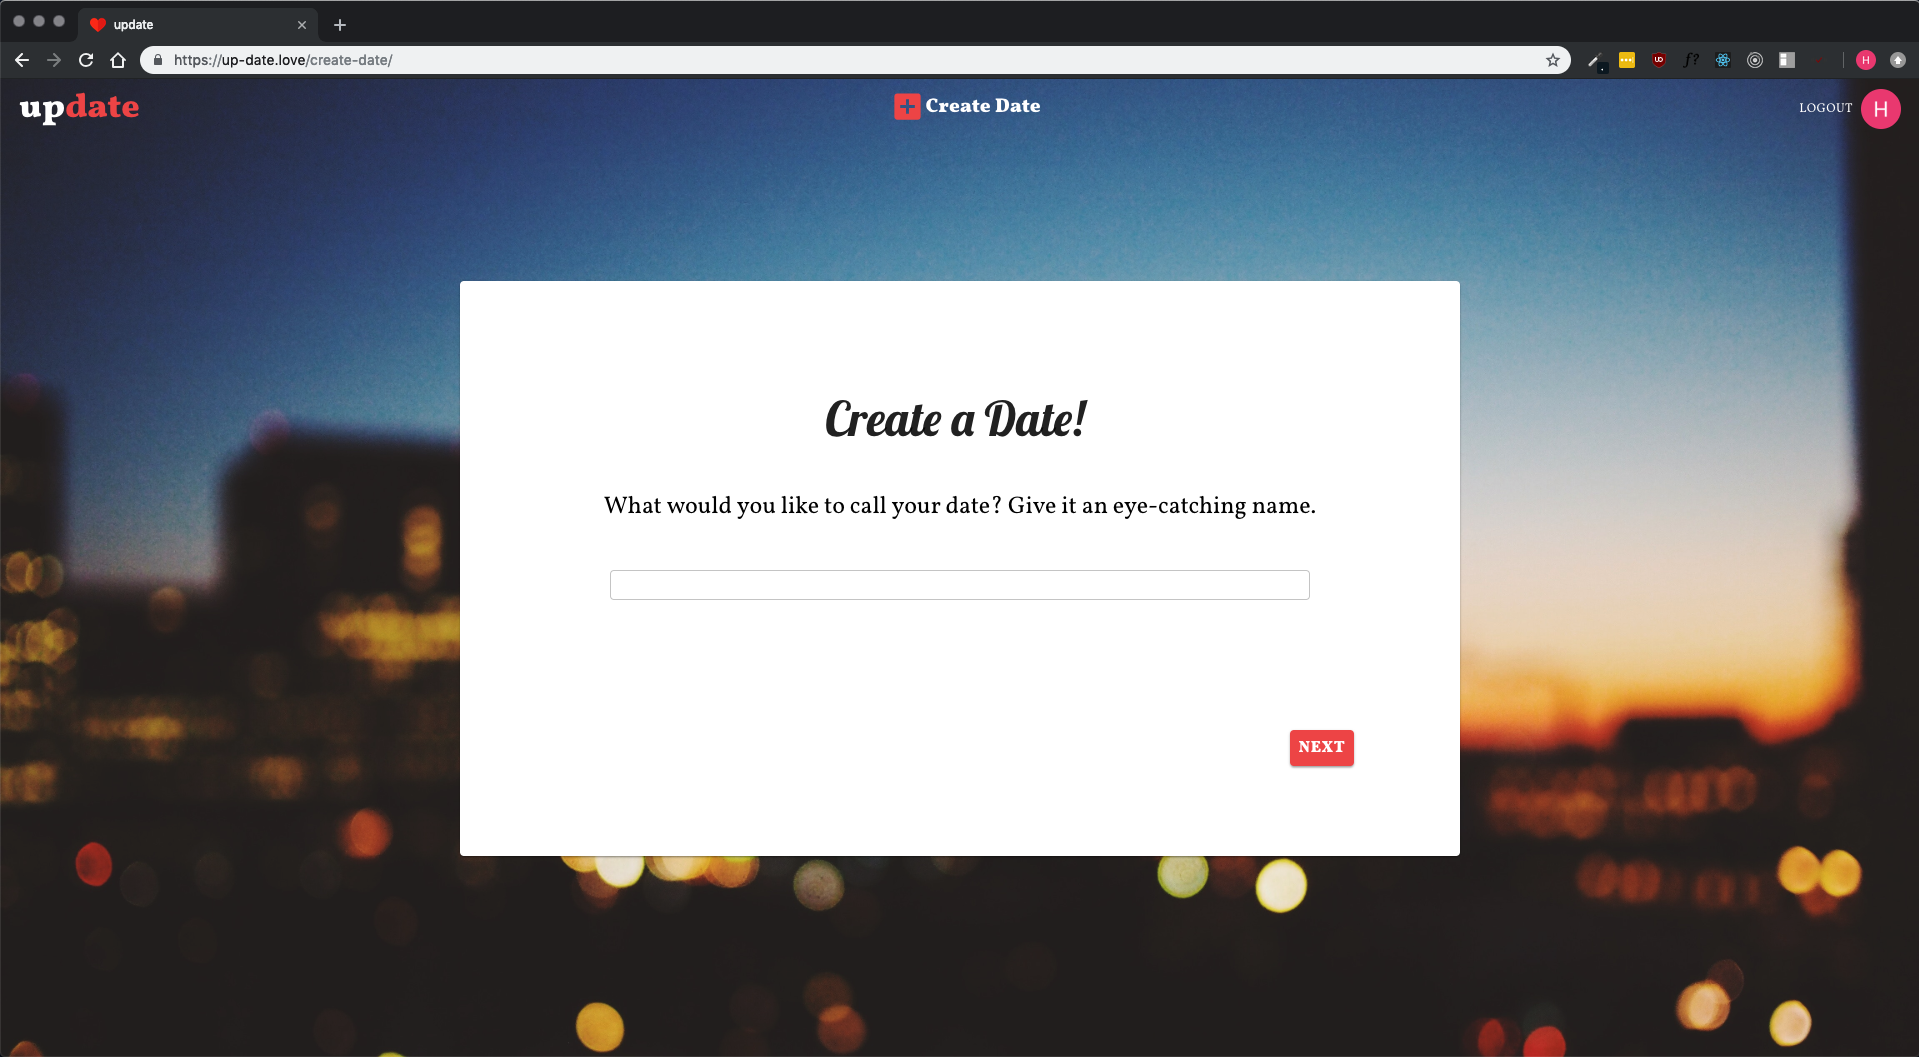 update
https://up-date.love/create-date/
UD
f?
H
update
Create Date
LOGOUT
H
Create a Date!
What would you like to call your date? Give it an eye-catching name.
NEXT